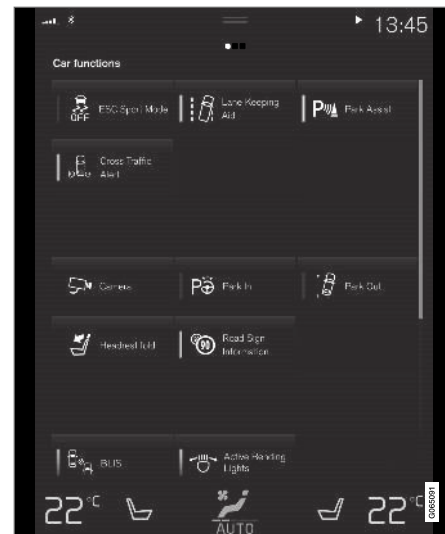 13:45
Car functions
OFF
ESC Sport Mode
Lane Keeping
Aid
P
Park Assist
Cross Traffic
Alert
Camera
P
Park In
Park Out
Headrest fold
90
Road Sign
Information
BLIS
Active Bending
Lights
22°C
AUTO
22°C
G065091